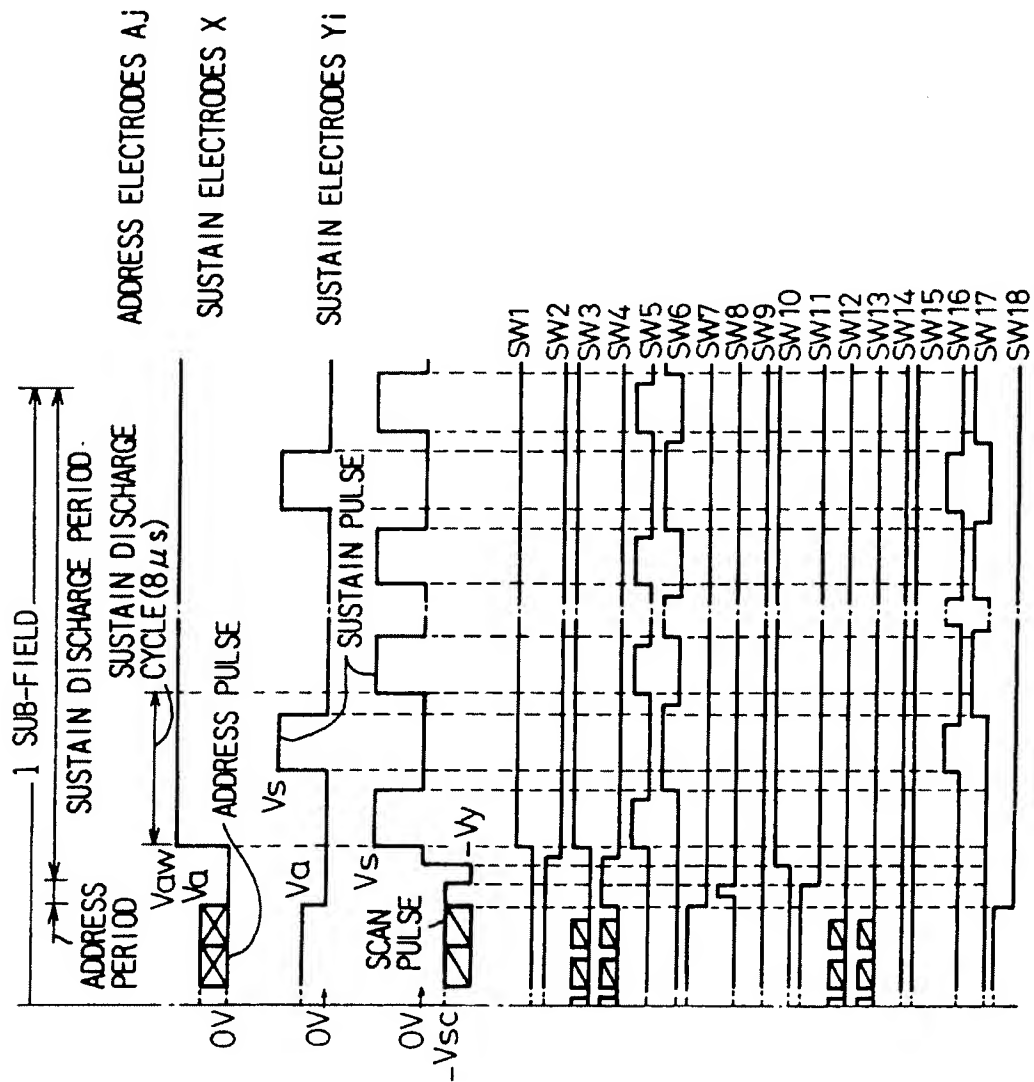 1 SUB-FIELD
SUSTAIN DISCHARGE PERIOD
ADDRESS
PERIOD
SUSTAIN DISCHARGE
CYCLE (8μs)
ADDRESS ELECTRODES Aj
Vaw
Va
0V
ADDRESS PULSE
SUSTAIN ELECTRODES X
Vs
Va
0V
SUSTAIN PULSE
SUSTAIN ELECTRODES Yi
Vs
0V
-Vsc
SCAN
PULSE
-Vy
SW1
SW2
SW3
SW4
SW5
SW6
SW7
SW8
SW9
SW10
SW11
SW12
SW13
SW14
SW15
SW16
SW17
SW18